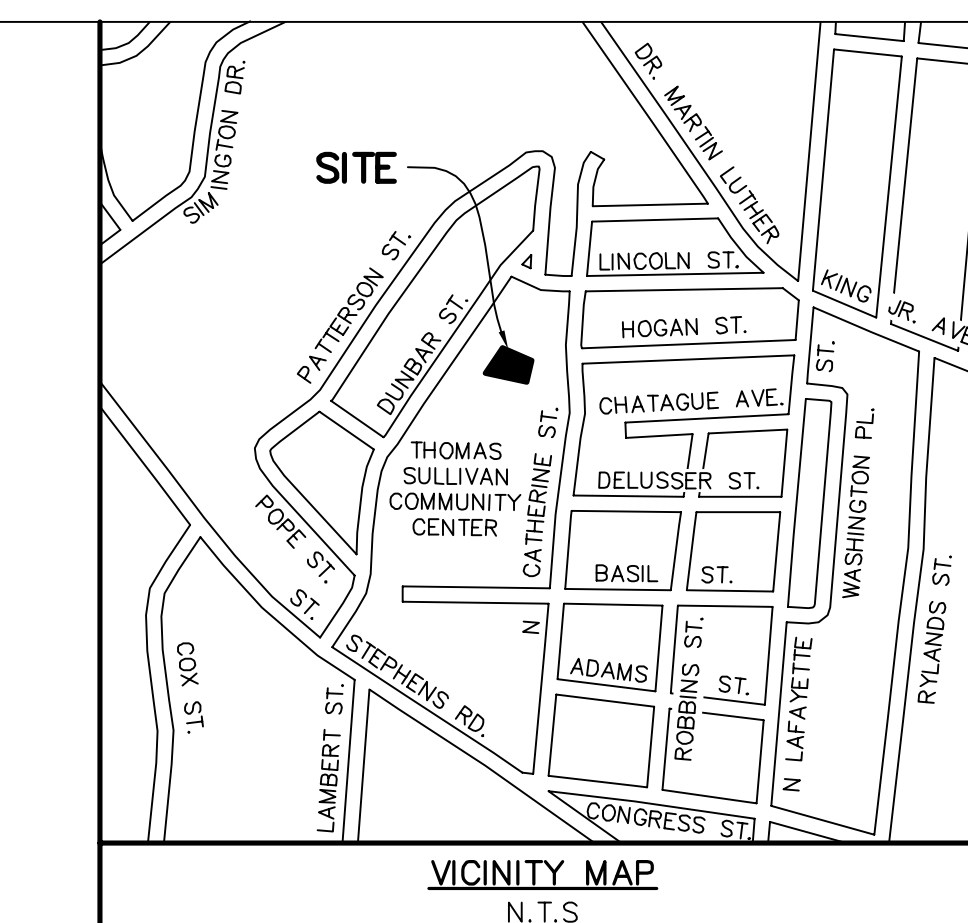 SIMINGTON DR.
DR. MARTIN LUTHER
KING JR. AVE
SITE
PATTERSON ST.
DUNBAR ST.
LINCOLN ST.
HOGAN ST.
ST.
CHATAGUE AVE.
THOMAS
SULLIVAN
COMMUNITY
CENTER
CATHERINE ST.
N
DELUSSER ST.
WASHINGTON PL.
POPE ST.
ST.
BASIL ST.
RYLANDS ST.
COX ST.
STEPHENS RD.
ADAMS ST.
ROBBINS ST.
N LAFAYETTE
LAMBERT ST.
CONGRESS ST.
VICINITY MAP
N.T.S